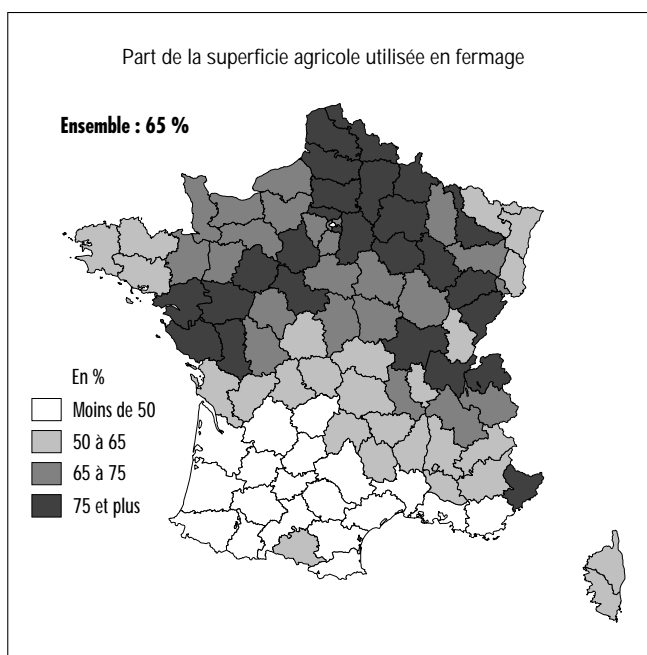 Part de la superficie agricole utilisée en fermage
Ensemble : 65 %
En %
Moins de 50
50 à 65
65 à 75
75 et plus